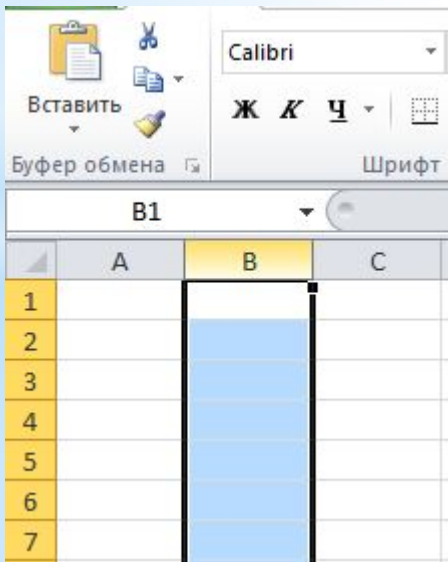 Calibri
Вставить
Ж К Ч
Буфер обмена
Шрифт
B1
A B C
1
2
3
4
5
6
7